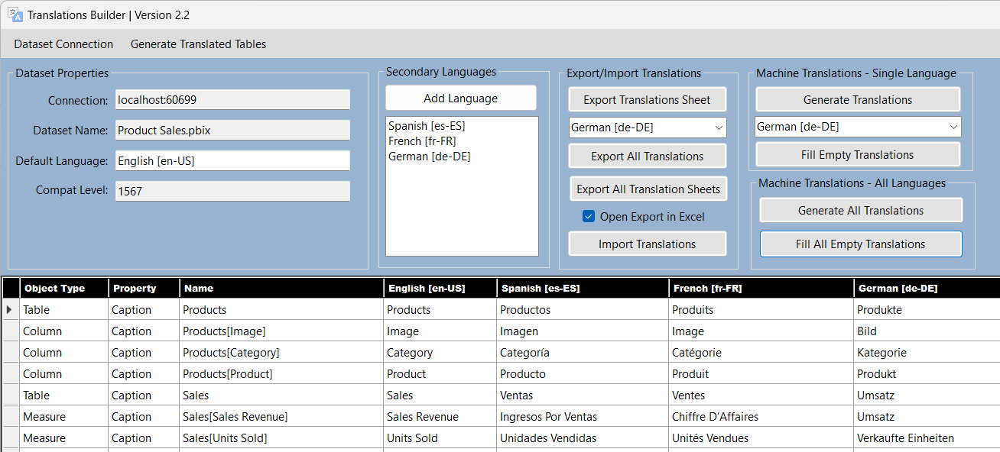 Translations Builder | Version 2.2
Dataset Connection Generate Translated Tables
Dataset Properties
Connection: localhost:60699
Dataset Name: Product Sales.pbix
Default Language: English [en-US]
Compat Level: 1567
Secondary Languages
Add Language
Spanish [es-ES]
French [fr-FR]
German [de-DE]
Export/Import Translations
Export Translations Sheet
German [de-DE]
Export All Translations
Export All Translation Sheets
Open Export in Excel
Import Translations
Machine Translations - Single Language
Generate Translations
German [de-DE]
Fill Empty Translations
Machine Translations - All Languages
Generate All Translations
Fill All Empty Translations
Object Type Property Name English [en-US] Spanish [es-ES] French [fr-FR] German [de-DE]
Table Caption Products Products Productos Produits Produkte
Column Caption Products[Image] Image Imagen Image Bild
Column Caption Products[Category] Category Categoría Catégorie Kategorie
Column Caption Products[Product] Product Producto Produit Produkt
Table Caption Sales Sales Ventas Ventes Umsatz
Measure Caption Sales[Sales Revenue] Sales Revenue Ingresos Por Ventas Chiffre D’Affaires Umsatz
Measure Caption Sales[Units Sold] Units Sold Unidades Vendidas Unités Vendues Verkaufte Einheiten